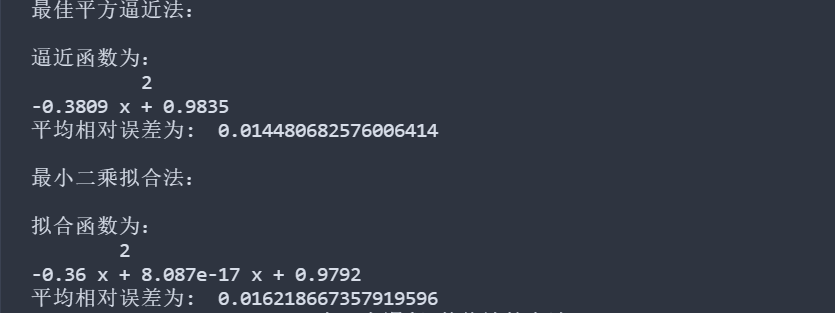 最佳平方逼近法:
逼近函数为:
2
-0.3809 x + 0.9835
平均相对误差为: 0.014480682576006414
最小二乘拟合法:
拟合函数为:
2
-0.36 x + 8.087e-17 x + 0.9792
平均相对误差为: 0.016218667357919596